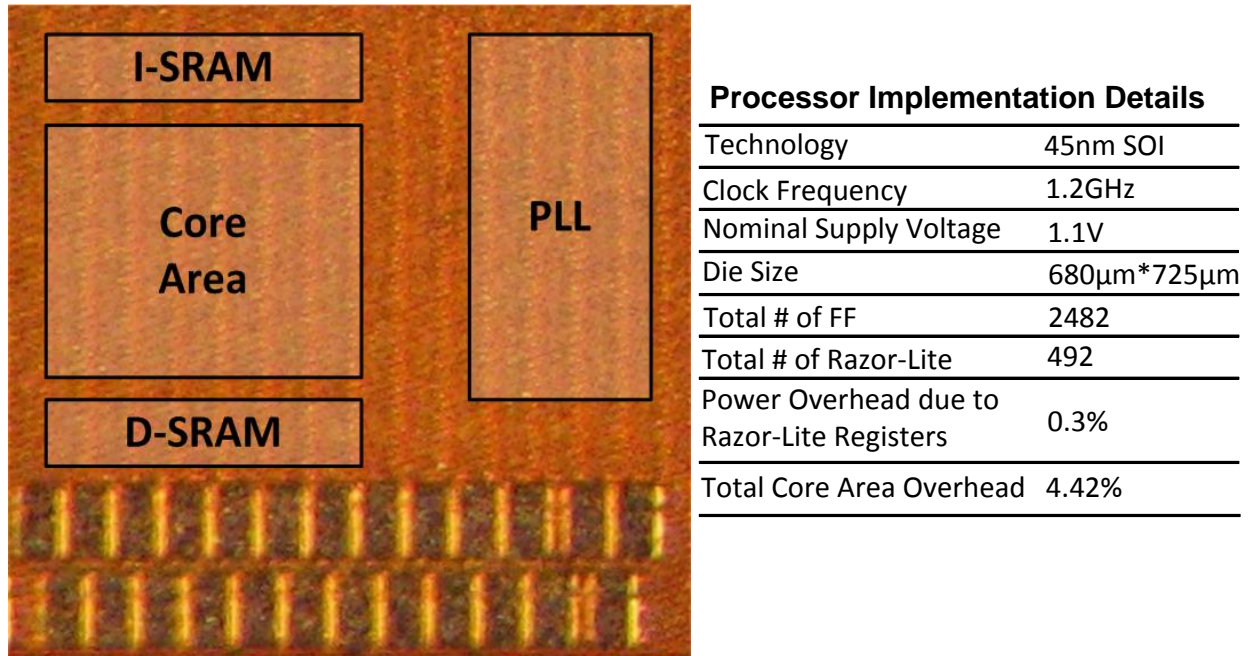 I-SRAM
Core
Area
PLL
D-SRAM
Processor Implementation Details
Technology 45nm SOI
Clock Frequency 1.2GHz
Nominal Supply Voltage 1.1V
Die Size 680µm*725µm
Total # of FF 2482
Total # of Razor-Lite 492
Power Overhead due to
Razor-Lite Registers 0.3%
Total Core Area Overhead 4.42%